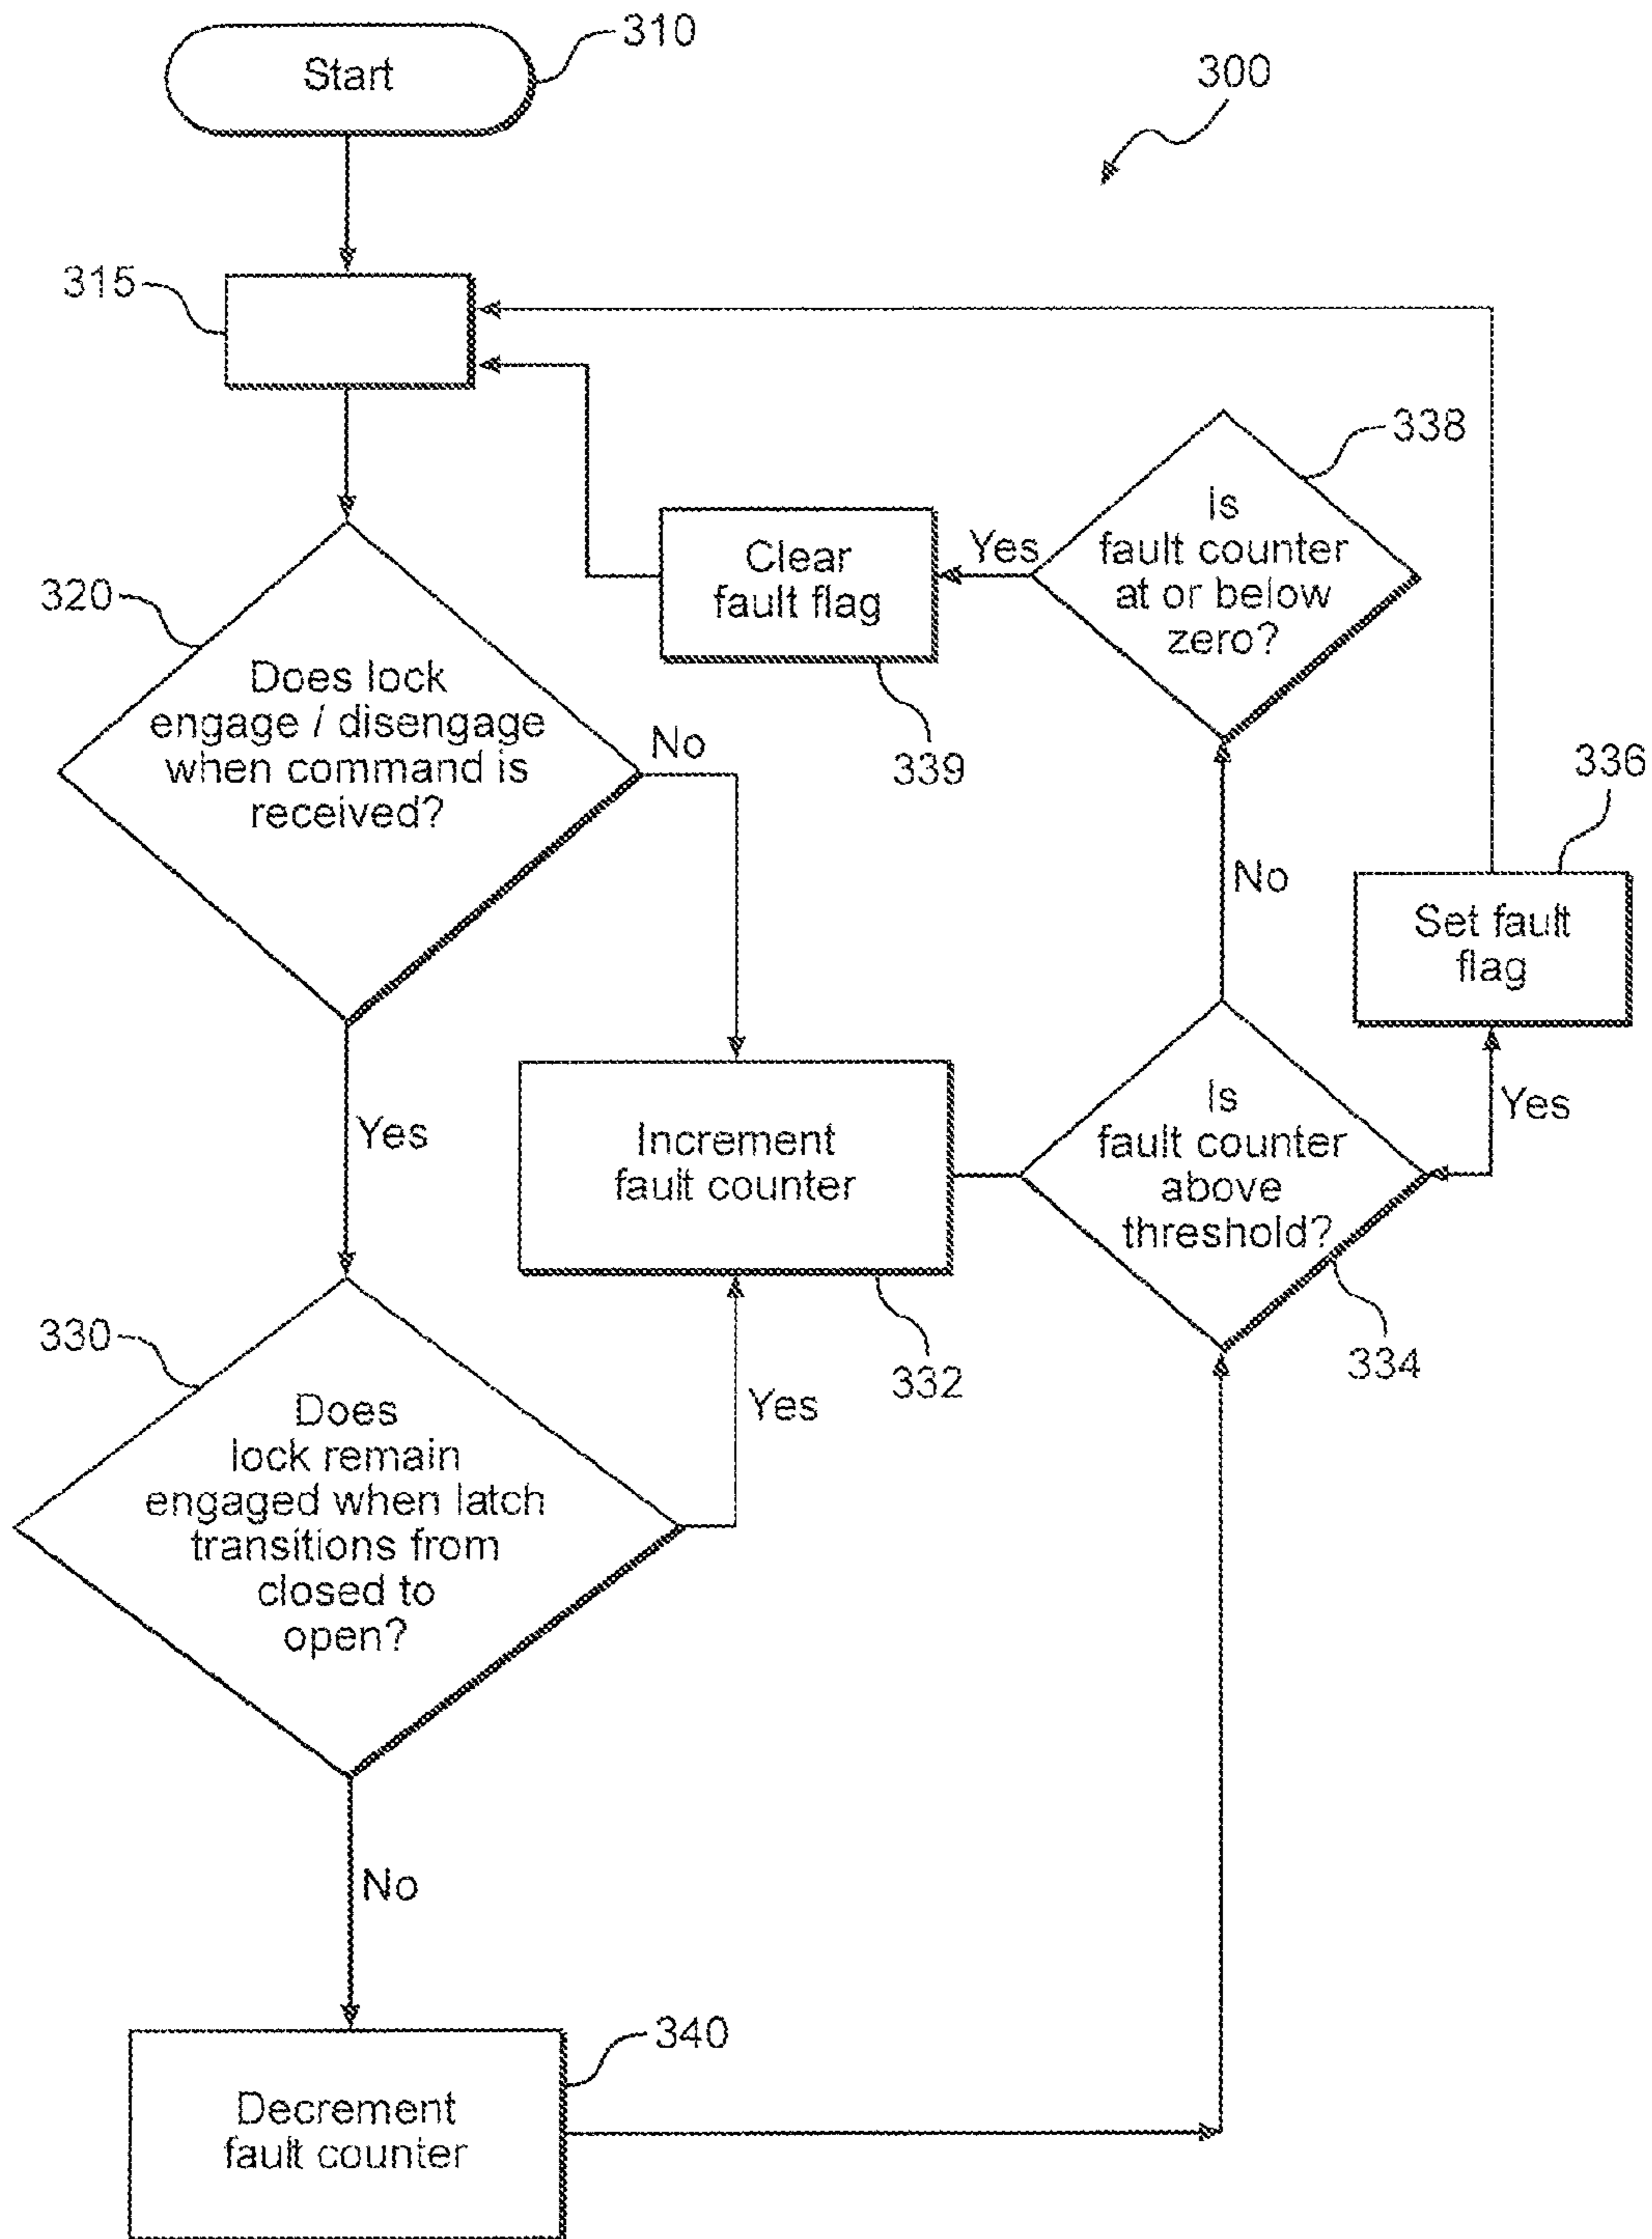 310
Start
300
315
338
Is
fault counter
at or below
zero?
Yes
Clear
fault flag
339
320
Does lock
engage / disengage
when command is
received?
No
336
Set fault
flag
No
Yes
Is
fault counter
above
threshold?
334
Yes
Increment
fault counter
332
Yes
330
Does
lock remain
engaged when latch
transitions from
closed to
open?
No
340
Decrement
fault counter